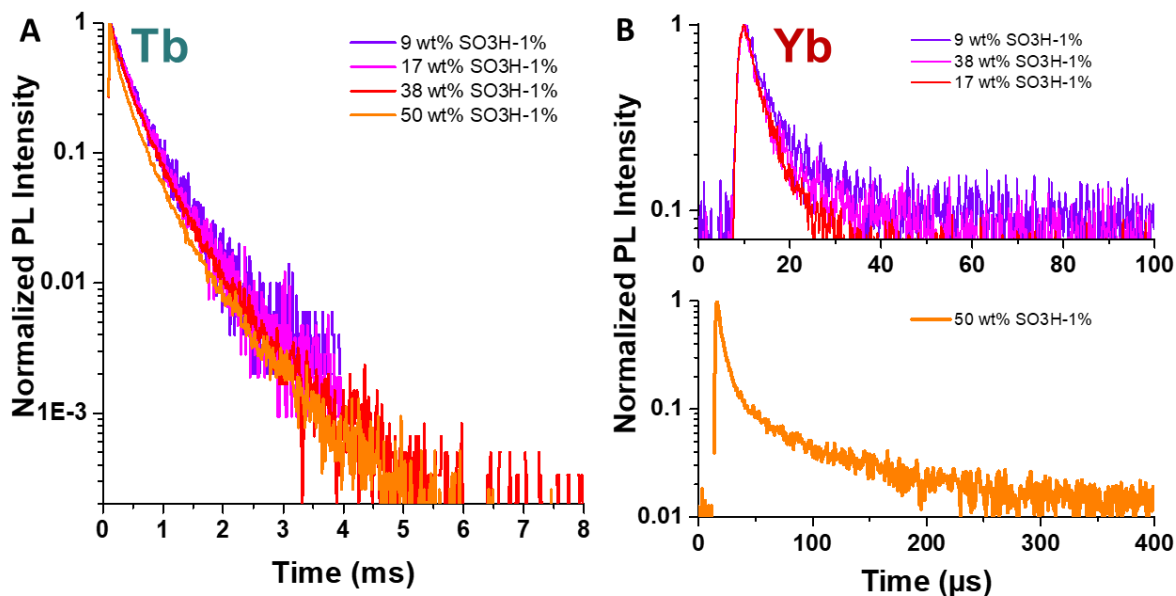 A
Tb
9 wt% SO3H-1%
17 wt% SO3H-1%
38 wt% SO3H-1%
50 wt% SO3H-1%
1
0.1
0.01
1E-3
Normalized PL Intensity
0 1 2 3 4 5 6 7 8
Time (ms)
B
Yb
9 wt% SO3H-1%
38 wt% SO3H-1%
17 wt% SO3H-1%
1
0.1
0 20 40 60 80 100
Normalized PL Intensity
50 wt% SO3H-1%
1
0.1
0.01
0 100 200 300 400
Time (µs)